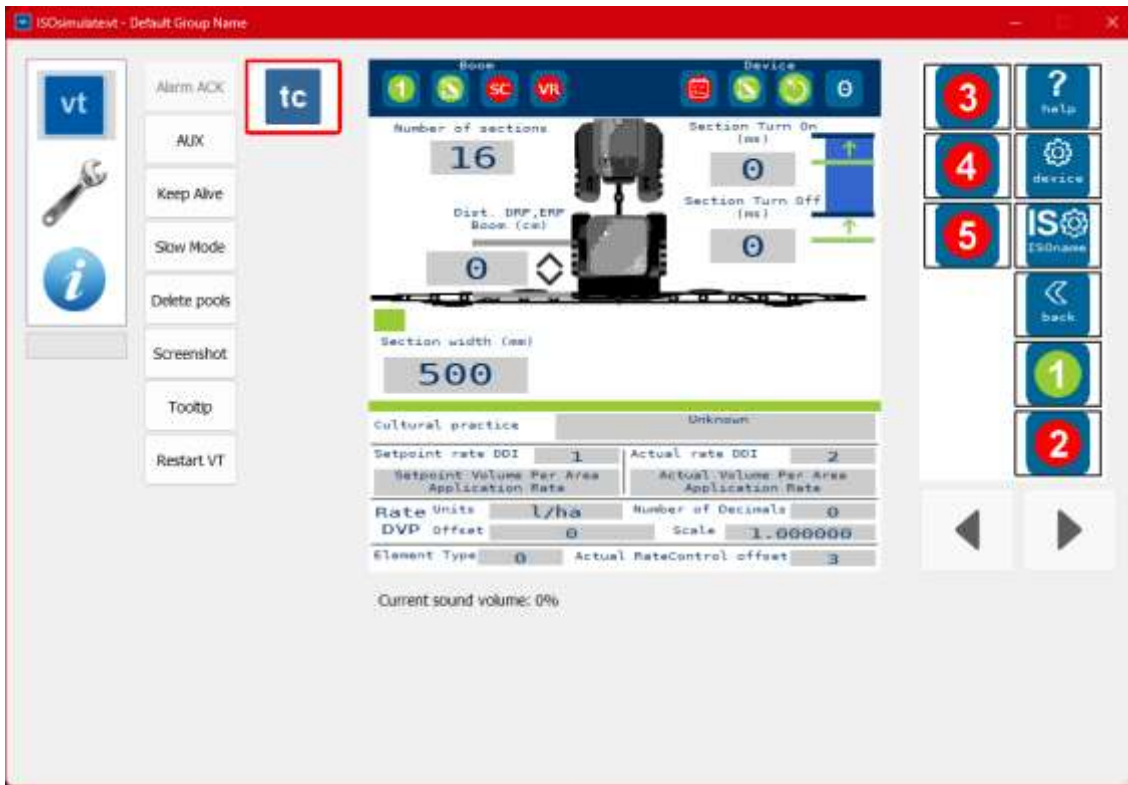 ISOsimulatevt - Default Group Name
vt
Alarm ACK
AUX
Keep Alive
Slow Mode
Delete pools
Screenshot
Tooltip
Restart VT
tc
Boom
Device
1
SC
VR
0
Number of sections
16
Section Turn On
(ms)
0
Section Turn Off
(ms)
0
Dist. DRP,ERP
Boom (cm)
0
Section width (mm)
500
Cultural practice
Unknown
Setpoint rate DDI
1
Actual rate DDI
2
Setpoint Volume Per Area
Application Rate
Actual Volume Per Area
Application Rate
Rate
DVP
Units
l/ha
Number of Decimals
0
Offset
0
Scale
1.000000
Element Type
0
Actual RateControl offset
3
Current sound volume: 0%
3
?
help
4
device
5
IS
ISOname
back
1
2